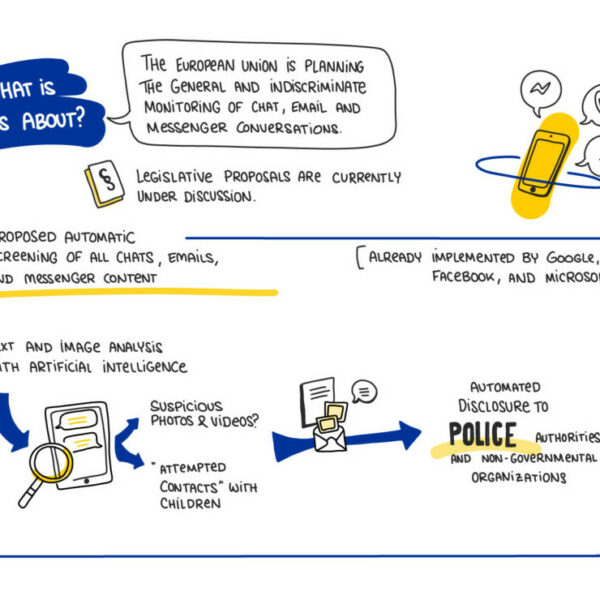 HAT IS
S ABOUT?
THE EUROPEAN UNION IS PLANNING
THE GENERAL AND INDISCRIMINATE
MONITORING OF CHAT, EMAIL AND
MESSENGER CONVERSATIONS.
§
LEGISLATIVE PROPOSALS ARE CURRENTLY
UNDER DISCUSSION.
ROPOSED AUTOMATIC
CREENING OF ALL CHATS, EMAILS,
ND MESSENGER CONTENT
[ALREADY IMPLEMENTED BY GOOGLE,
FACEBOOK, AND MICROSO
XT AND IMAGE ANALYSIS
ITH ARTIFICIAL INTELLIGENCE
SUSPICIOUS
PHOTOS & VIDEOS?
"ATTEMPTED
CONTACTS" WITH
CHILDREN
AUTOMATED
DISCLOSURE TO
POLICE AUTHORITIES
AND NON-GOVERNMENTAL
ORGANIZATIONS